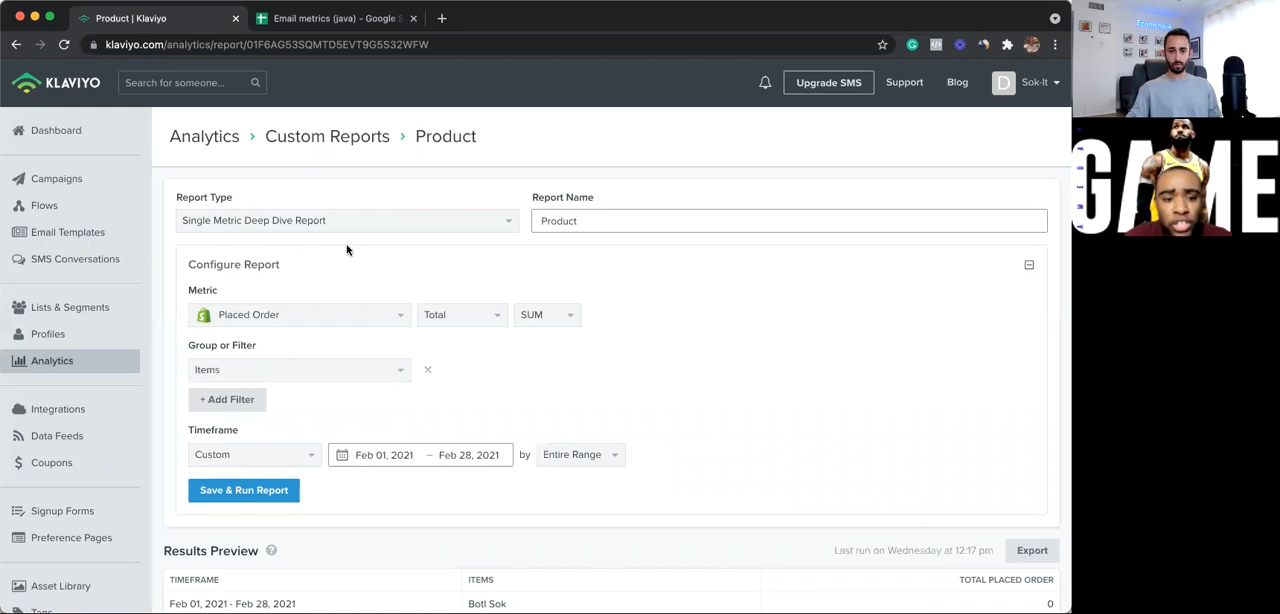 Product | Klaviyo
Email metrics (java) - Google S
klaviyo.com/analytics/report/01F6AG53SQMTD5EVT9G5S32WFW
KLAVIYO
Search for someone...
Upgrade SMS
Support
Blog
D
Sok-It
Dashboard
Campaigns
Flows
Email Templates
SMS Conversations
Lists & Segments
Profiles
Analytics
Integrations
Data Feeds
Coupons
Signup Forms
Preference Pages
Asset Library
Tags
Analytics > Custom Reports > Product
Report Type
Single Metric Deep Dive Report
Report Name
Product
Configure Report
Metric
Placed Order
Total
SUM
Group or Filter
Items
+ Add Filter
Timeframe
Custom
Feb 01, 2021 – Feb 28, 2021
by
Entire Range
Save & Run Report
Results Preview
Last run on Wednesday at 12:17 pm
Export
TIMEFRAME ITEMS TOTAL PLACED ORDER
Feb 01, 2021 - Feb 28, 2021 Botl Sok 0
GAME